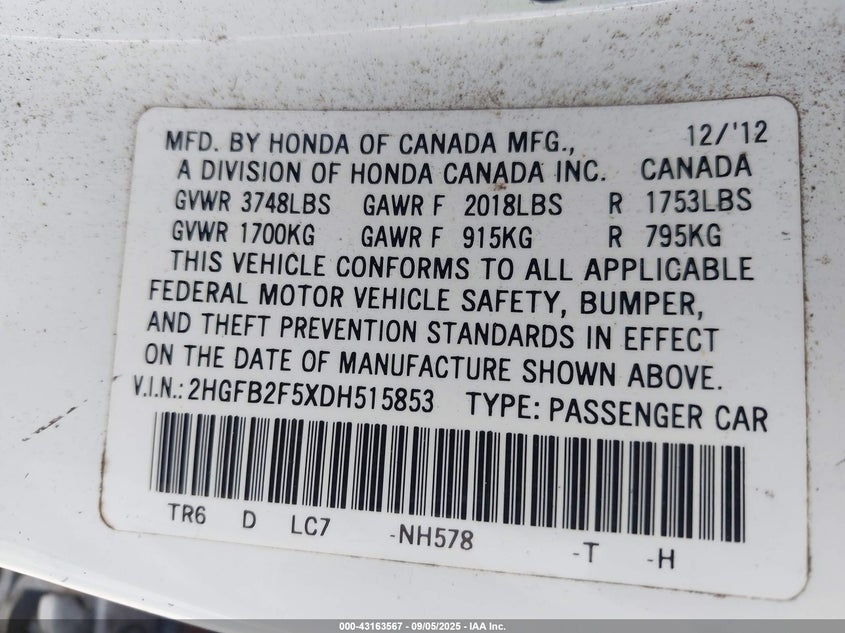 MFD. BY HONDA OF CANADA MFG., 12/'12
A DIVISION OF HONDA CANADA INC. CANADA
GVWR 3748LBS GAWR F 2018LBS R 1753LBS
GVWR 1700KG GAWR F 915KG R 795KG
THIS VEHICLE CONFORMS TO ALL APPLICABLE
FEDERAL MOTOR VEHICLE SAFETY, BUMPER,
AND THEFT PREVENTION STANDARDS IN EFFECT
ON THE DATE OF MANUFACTURE SHOWN ABOVE.
V.I.N.: 2HGFB2F5XDH515853 TYPE: PASSENGER CAR
TR6 D LC7 -NH578 -T -H
000-43163567 - 09/05/2025 - IAA Inc.